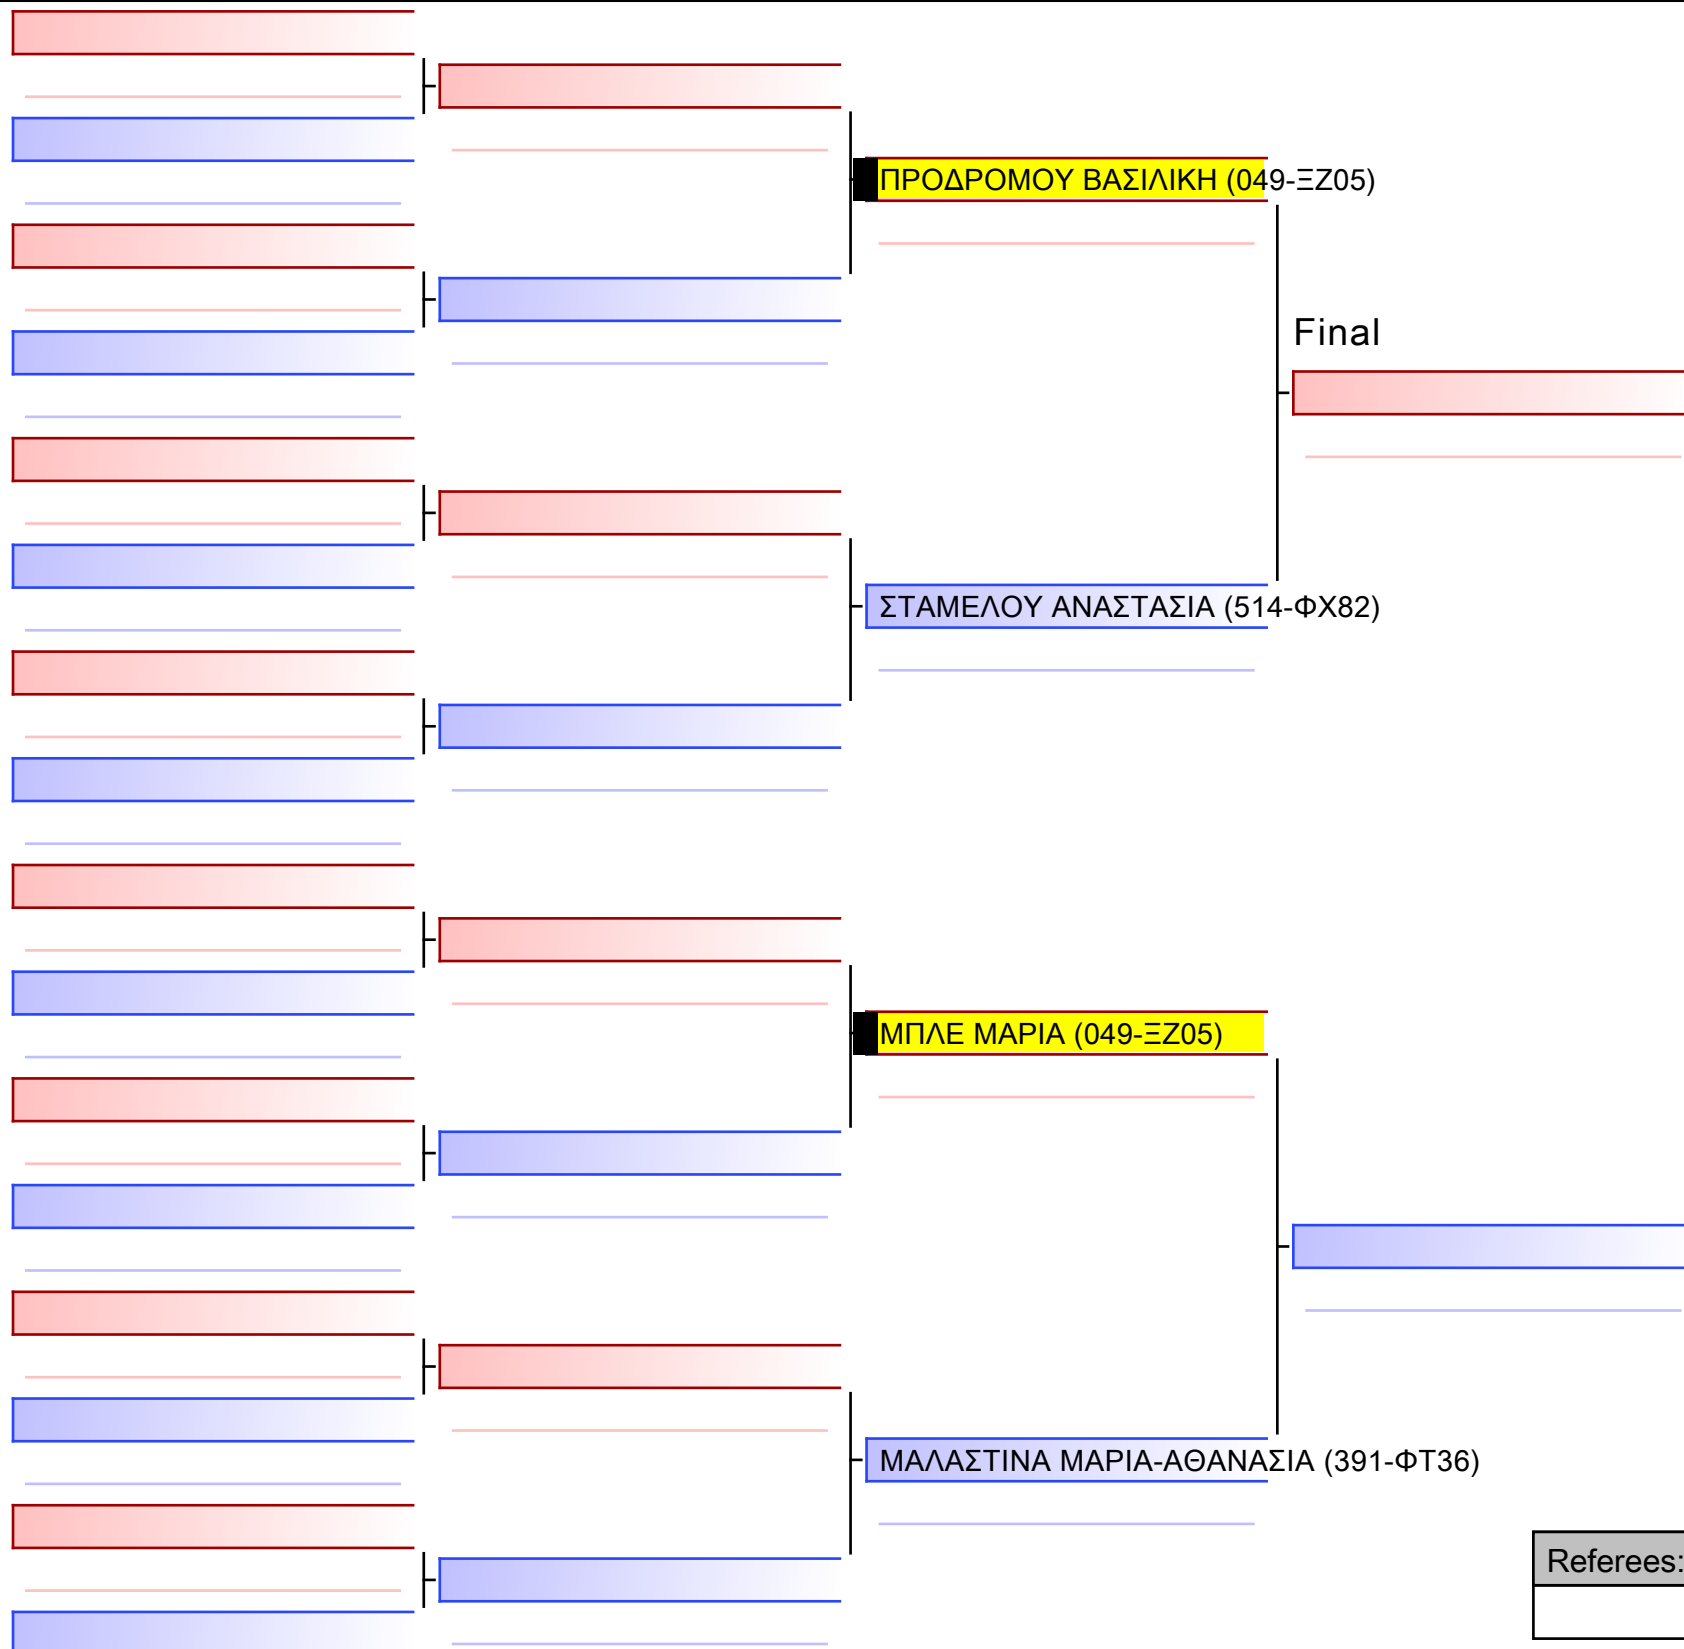 ΠΡΟΔΡΟΜΟΥ ΒΑΣΙΛΙΚΗ (049-ΞΖ05)
Final
ΣΤΑΜΕΛΟΥ ΑΝΑΣΤΑΣΙΑ (514-ΦΧ82)
ΜΠΛΕ ΜΑΡΙΑ (049-ΞΖ05)
ΜΑΛΑΣΤΙΝΑ ΜΑΡΙΑ-ΑΘΑΝΑΣΙΑ (391-ΦΤ36)
Referees: